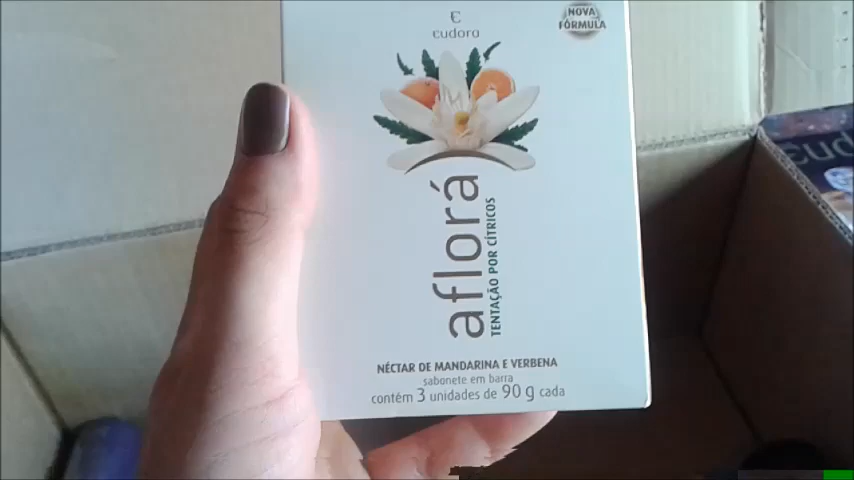 eudora
NOVA
FÓRMULA
aflorá
TENTAÇÃO POR CÍTRICOS
NÉCTAR DE MANDARINA E VERBENA
sabonete em barra
contém 3 unidades de 90 g cada